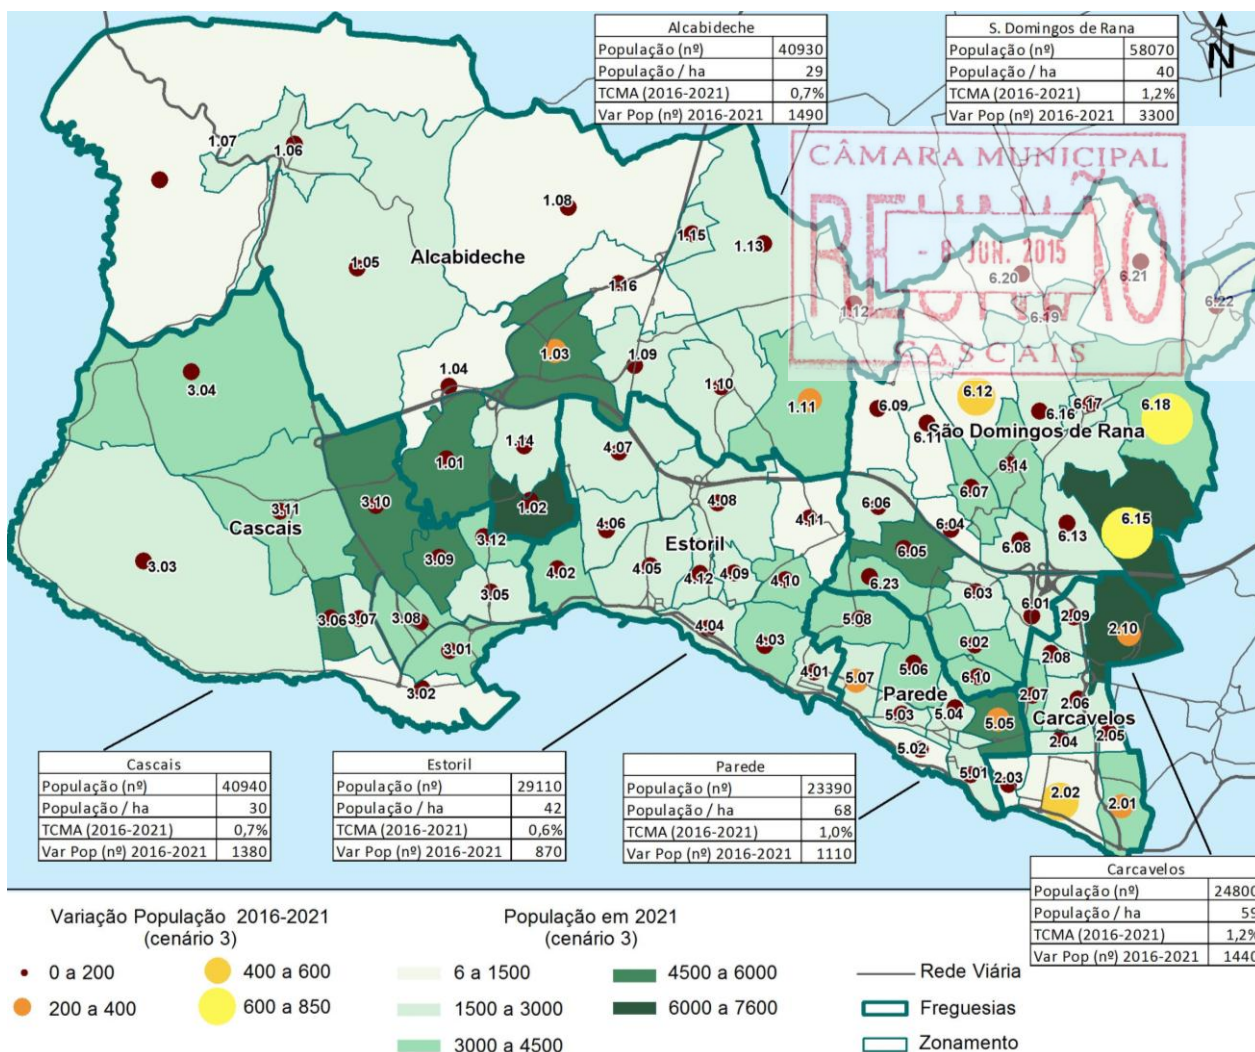 Alcabideche
População (nº) 40930
População / ha 29
TCMA (2016-2021) 0,7%
Var Pop (nº) 2016-2021 1490
S. Domingos de Rana
População (nº) 58070
População / ha 40
TCMA (2016-2021) 1,2%
Var Pop (nº) 2016-2021 3300
N
CÂMARA MUNICIPAL
REUNIÃO
- 8 JUN. 2015
CASCAIS
1.07
1.06
1.08
1.15
1.13
1.05
Alcabideche
1.16
1.12
6.20
6.21
6.19
6.22
1.03
1.04
1.09
1.10
1.11
3.04
6.09
6.12
6.11
6.16
6.17
6.18
São Domingos de Rana
1.01
1.14
4.07
6.14
6.07
3.10
1.02
4.08
4.11
6.06
6.04
6.15
3.11
Cascais
3.12
4.06
Estoril
6.13
6.08
3.03
3.09
4.02
4.05
4.12
4.09
4.10
6.05
6.23
6.03
3.05
3.06
3.07
3.08
4.04
4.03
5.08
6.01
2.09
2.10
3.01
6.02
2.08
3.02
4.01
5.07
5.06
6.10
Parede
5.03
5.04
5.05
2.07
2.06
Carcavelos
2.05
2.04
5.02
5.01
2.03
2.02
2.01
Cascais
População (nº) 40940
População / ha 30
TCMA (2016-2021) 0,7%
Var Pop (nº) 2016-2021 1380
Estoril
População (nº) 29110
População / ha 42
TCMA (2016-2021) 0,6%
Var Pop (nº) 2016-2021 870
Parede
População (nº) 23390
População / ha 68
TCMA (2016-2021) 1,0%
Var Pop (nº) 2016-2021 1110
Carcavelos
População (nº) 24800
População / ha 59
TCMA (2016-2021) 1,2%
Var Pop (nº) 2016-2021 1440
Variação População 2016-2021
(cenário 3)
0 a 200
200 a 400
400 a 600
600 a 850
População em 2021
(cenário 3)
6 a 1500
1500 a 3000
3000 a 4500
4500 a 6000
6000 a 7600
Rede Viária
Freguesias
Zonamento